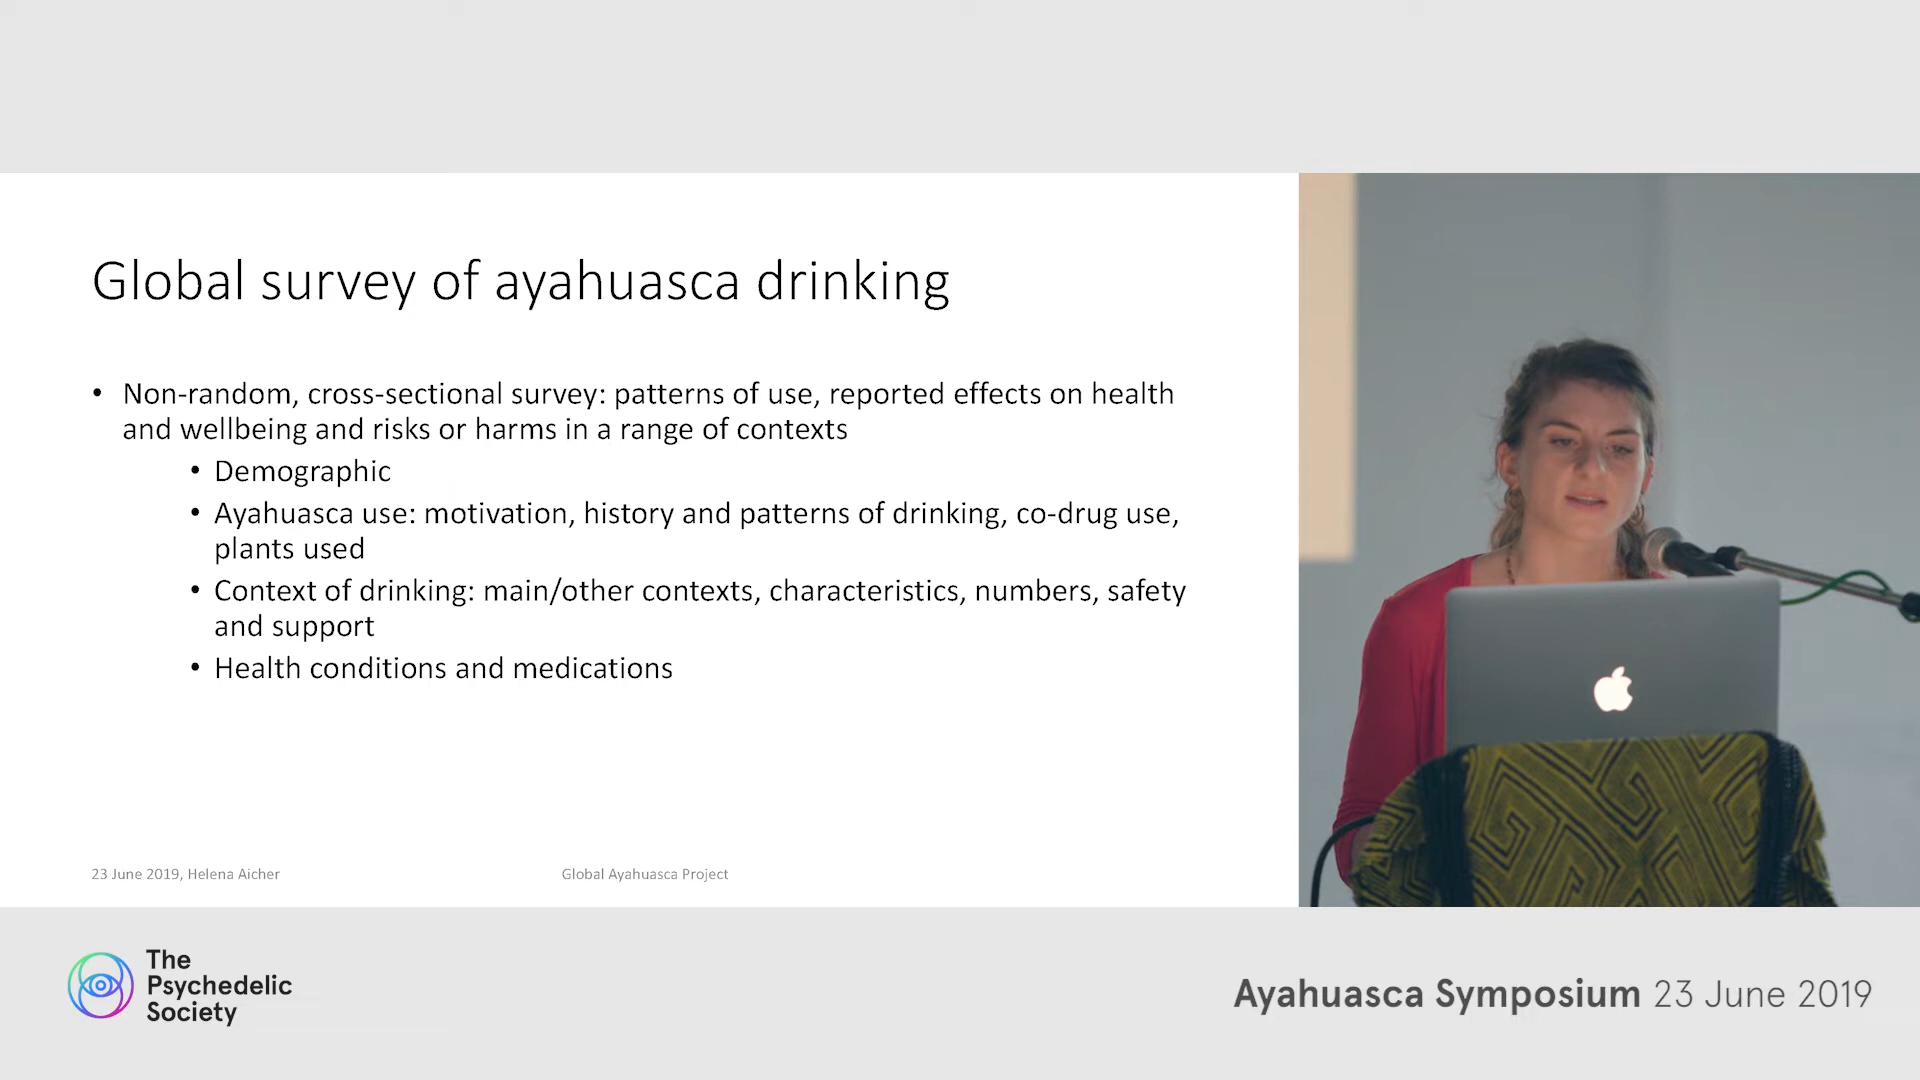 Global survey of ayahuasca drinking
• Non-random, cross-sectional survey: patterns of use, reported effects on health
and wellbeing and risks or harms in a range of contexts
• Demographic
• Ayahuasca use: motivation, history and patterns of drinking, co-drug use,
plants used
• Context of drinking: main/other contexts, characteristics, numbers, safety
and support
• Health conditions and medications
23 June 2019, Helena Aicher
Global Ayahuasca Project
The
Psychedelic
Society
Ayahuasca Symposium 23 June 2019